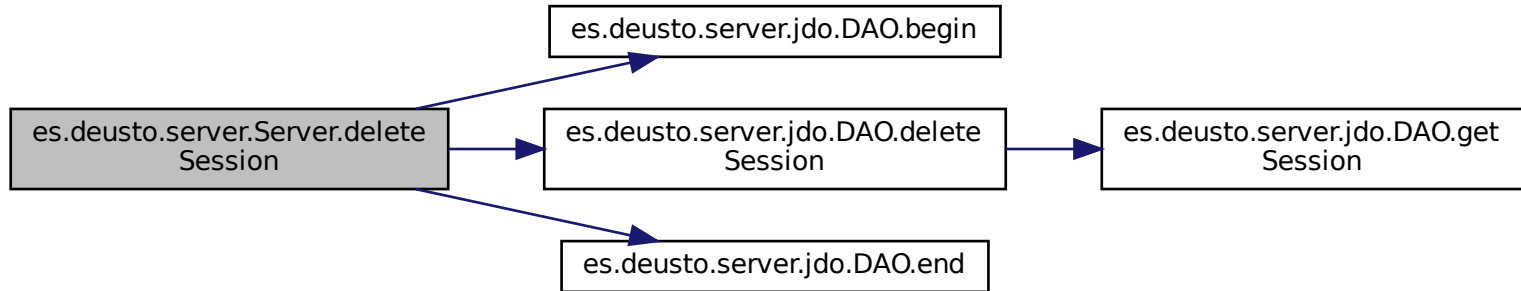 es.deusto.server.jdo.DAO.begin
es.deusto.server.Server.delete
Session
es.deusto.server.jdo.DAO.delete
Session
es.deusto.server.jdo.DAO.get
Session
es.deusto.server.jdo.DAO.end